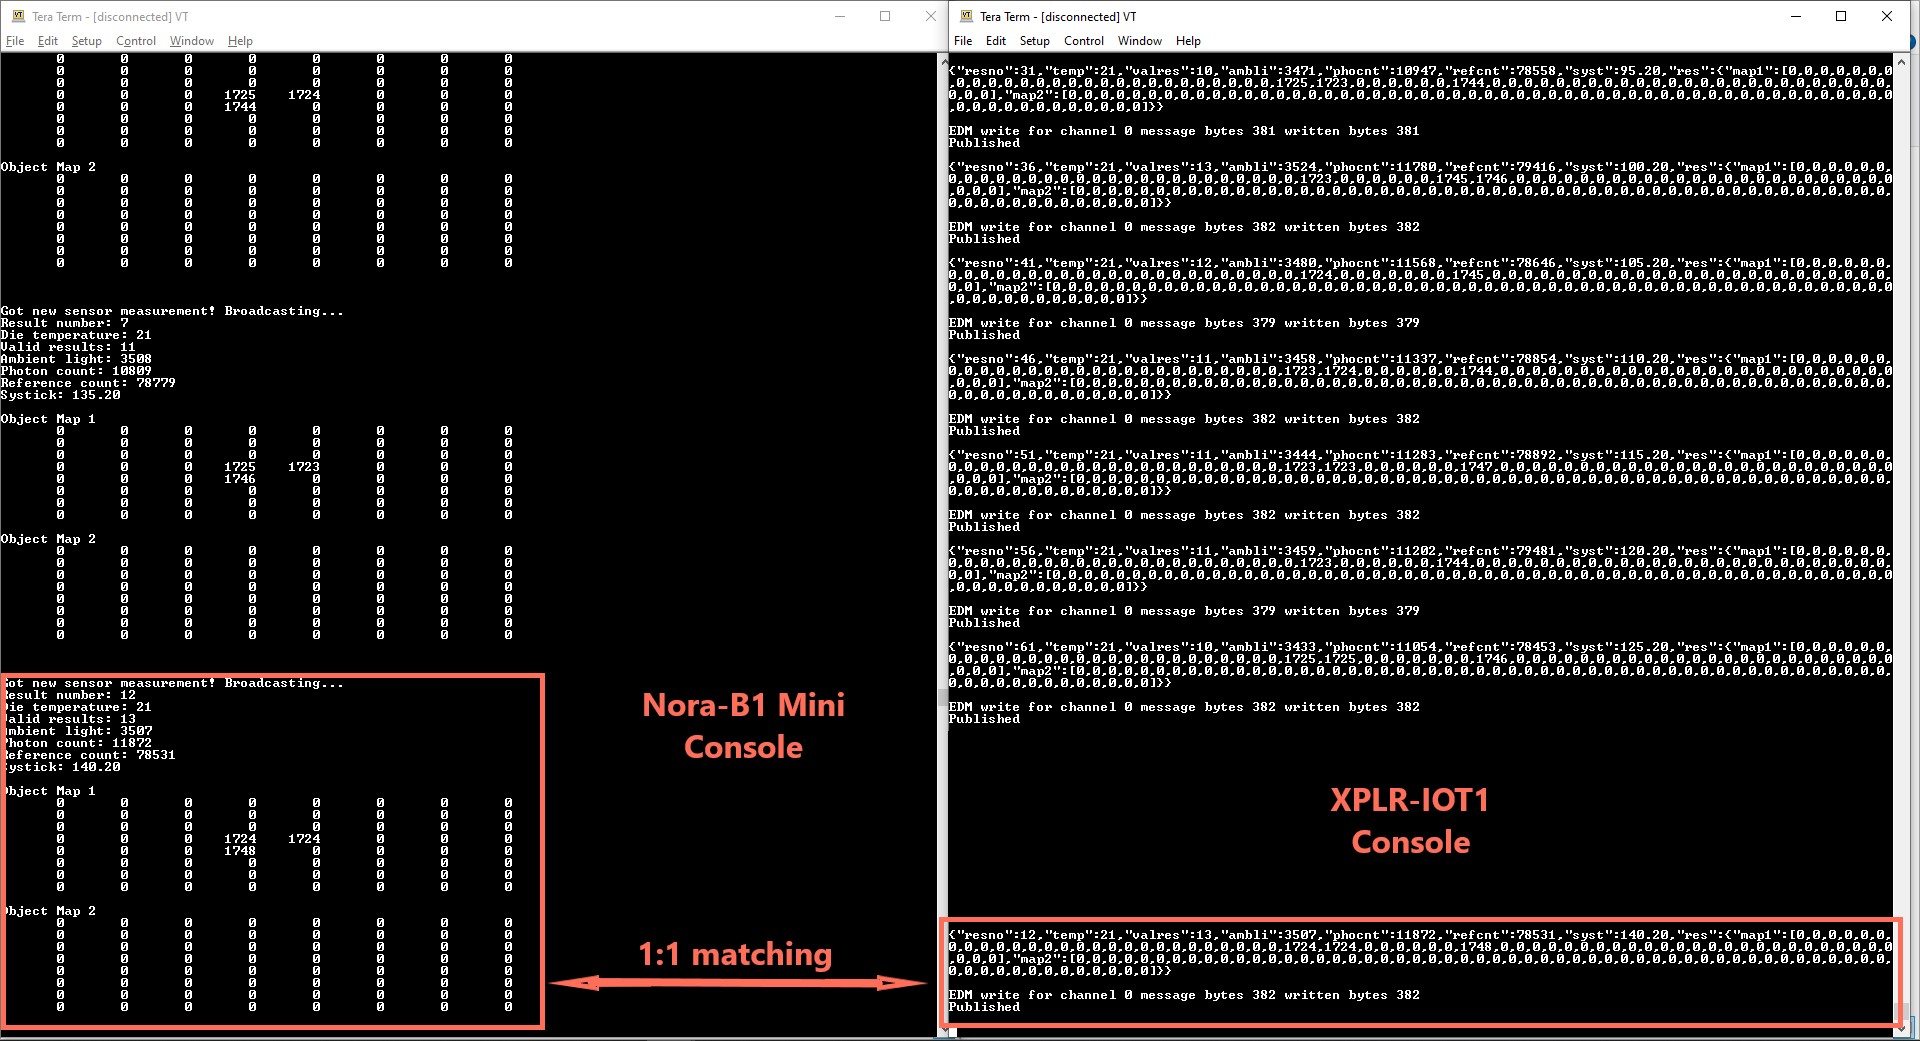 Tera Term - [disconnected] VT
File Edit Setup Control Window Help
0 0 0 0 0 0 0 0
0 0 0 0 0 0 0 0
0 0 0 0 0 0 0 0
0 0 0 1725 1724 0 0 0
0 0 0 1744 0 0 0 0
0 0 0 0 0 0 0 0
0 0 0 0 0 0 0 0
0 0 0 0 0 0 0 0
Object Map 2
0 0 0 0 0 0 0 0
0 0 0 0 0 0 0 0
0 0 0 0 0 0 0 0
0 0 0 0 0 0 0 0
0 0 0 0 0 0 0 0
0 0 0 0 0 0 0 0
0 0 0 0 0 0 0 0
0 0 0 0 0 0 0 0
Got new sensor measurement! Broadcasting...
Result number: 7
Die temperature: 21
Valid results: 11
Ambient light: 3508
Photon count: 10809
Reference count: 78779
Systick: 135.20
Object Map 1
0 0 0 0 0 0 0 0
0 0 0 0 0 0 0 0
0 0 0 0 0 0 0 0
0 0 0 1725 1723 0 0 0
0 0 0 1746 0 0 0 0
0 0 0 0 0 0 0 0
0 0 0 0 0 0 0 0
0 0 0 0 0 0 0 0
Object Map 2
0 0 0 0 0 0 0 0
0 0 0 0 0 0 0 0
0 0 0 0 0 0 0 0
0 0 0 0 0 0 0 0
0 0 0 0 0 0 0 0
0 0 0 0 0 0 0 0
0 0 0 0 0 0 0 0
0 0 0 0 0 0 0 0
Got new sensor measurement! Broadcasting...
Result number: 12
Die temperature: 21
Valid results: 13
Ambient light: 3507
Photon count: 11872
Reference count: 78531
Systick: 140.20
Object Map 1
0 0 0 0 0 0 0 0
0 0 0 0 0 0 0 0
0 0 0 0 0 0 0 0
0 0 0 1724 1724 0 0 0
0 0 0 1748 0 0 0 0
0 0 0 0 0 0 0 0
0 0 0 0 0 0 0 0
0 0 0 0 0 0 0 0
Object Map 2
0 0 0 0 0 0 0 0
0 0 0 0 0 0 0 0
0 0 0 0 0 0 0 0
0 0 0 0 0 0 0 0
0 0 0 0 0 0 0 0
0 0 0 0 0 0 0 0
0 0 0 0 0 0 0 0
0 0 0 0 0 0 0 0
Nora-B1 Mini
Console
1:1 matching
Tera Term - [disconnected] VT
File Edit Setup Control Window Help
{"resno":31,"temp":21,"valres":10,"ambli":3471,"phocnt":10947,"refcnt":78558,"syst":95.20,"res":{"map1":[0,0,0,0,0,0,0
,0,0,0,0,0,0,0,0,0,0,0,0,0,0,0,0,0,0,0,0,1725,1723,0,0,0,0,0,0,1744,0,0,0,0,0,0,0,0,0,0,0,0,0,0,0,0,0,0,0,0,0,0,0,0,0,
0,0,0],"map2":[0,0,0,0,0,0,0,0,0,0,0,0,0,0,0,0,0,0,0,0,0,0,0,0,0,0,0,0,0,0,0,0,0,0,0,0,0,0,0,0,0,0,0,0,0,0,0,0,0,0,0,0
,0,0,0,0,0,0,0,0,0,0,0,0]}}
EDM write for channel 0 message bytes 381 written bytes 381
Published
{"resno":36,"temp":21,"valres":13,"ambli":3524,"phocnt":11780,"refcnt":79416,"syst":100.20,"res":{"map1":[0,0,0,0,0,0,
0,0,0,0,0,0,0,0,0,0,0,0,0,0,0,0,0,0,0,0,0,0,1723,0,0,0,0,0,0,1745,1746,0,0,0,0,0,0,0,0,0,0,0,0,0,0,0,0,0,0,0,0,0,0,0,0
,0,0,0],"map2":[0,0,0,0,0,0,0,0,0,0,0,0,0,0,0,0,0,0,0,0,0,0,0,0,0,0,0,0,0,0,0,0,0,0,0,0,0,0,0,0,0,0,0,0,0,0,0,0,0,0,0,
0,0,0,0,0,0,0,0,0,0,0,0,0]}}
EDM write for channel 0 message bytes 382 written bytes 382
Published
{"resno":41,"temp":21,"valres":12,"ambli":3480,"phocnt":11568,"refcnt":78646,"syst":105.20,"res":{"map1":[0,0,0,0,0,0,
0,0,0,0,0,0,0,0,0,0,0,0,0,0,0,0,0,0,0,0,0,0,1724,0,0,0,0,0,0,0,1745,0,0,0,0,0,0,0,0,0,0,0,0,0,0,0,0,0,0,0,0,0,0,0,0,0,
0,0],"map2":[0,0,0,0,0,0,0,0,0,0,0,0,0,0,0,0,0,0,0,0,0,0,0,0,0,0,0,0,0,0,0,0,0,0,0,0,0,0,0,0,0,0,0,0,0,0,0,0,0,0,0,0,0
,0,0,0,0,0,0,0,0,0,0,0]}}
EDM write for channel 0 message bytes 379 written bytes 379
Published
{"resno":46,"temp":21,"valres":11,"ambli":3458,"phocnt":11337,"refcnt":78854,"syst":110.20,"res":{"map1":[0,0,0,0,0,0,
0,0,0,0,0,0,0,0,0,0,0,0,0,0,0,0,0,0,0,0,0,1723,1724,0,0,0,0,0,0,1744,0,0,0,0,0,0,0,0,0,0,0,0,0,0,0,0,0,0,0,0,0,0,0,0,0
,0,0,0],"map2":[0,0,0,0,0,0,0,0,0,0,0,0,0,0,0,0,0,0,0,0,0,0,0,0,0,0,0,0,0,0,0,0,0,0,0,0,0,0,0,0,0,0,0,0,0,0,0,0,0,0,0,
0,0,0,0,0,0,0,0,0,0,0,0,0]}}
EDM write for channel 0 message bytes 382 written bytes 382
Published
{"resno":51,"temp":21,"valres":11,"ambli":3444,"phocnt":11283,"refcnt":78892,"syst":115.20,"res":{"map1":[0,0,0,0,0,0,
0,0,0,0,0,0,0,0,0,0,0,0,0,0,0,0,0,0,0,0,0,1723,1723,0,0,0,0,0,0,1747,0,0,0,0,0,0,0,0,0,0,0,0,0,0,0,0,0,0,0,0,0,0,0,0,0
,0,0,0],"map2":[0,0,0,0,0,0,0,0,0,0,0,0,0,0,0,0,0,0,0,0,0,0,0,0,0,0,0,0,0,0,0,0,0,0,0,0,0,0,0,0,0,0,0,0,0,0,0,0,0,0,0,
0,0,0,0,0,0,0,0,0,0,0,0,0]}}
EDM write for channel 0 message bytes 382 written bytes 382
Published
{"resno":56,"temp":21,"valres":11,"ambli":3459,"phocnt":11202,"refcnt":79481,"syst":120.20,"res":{"map1":[0,0,0,0,0,0,
0,0,0,0,0,0,0,0,0,0,0,0,0,0,0,0,0,0,0,0,0,0,1723,0,0,0,0,0,0,1744,0,0,0,0,0,0,0,0,0,0,0,0,0,0,0,0,0,0,0,0,0,0,0,0,0,0,
0,0],"map2":[0,0,0,0,0,0,0,0,0,0,0,0,0,0,0,0,0,0,0,0,0,0,0,0,0,0,0,0,0,0,0,0,0,0,0,0,0,0,0,0,0,0,0,0,0,0,0,0,0,0,0,0,0
,0,0,0,0,0,0,0,0,0,0,0]}}
EDM write for channel 0 message bytes 379 written bytes 379
Published
{"resno":61,"temp":21,"valres":10,"ambli":3433,"phocnt":11054,"refcnt":78453,"syst":125.20,"res":{"map1":[0,0,0,0,0,0,
0,0,0,0,0,0,0,0,0,0,0,0,0,0,0,0,0,0,0,0,0,1725,1725,0,0,0,0,0,0,1746,0,0,0,0,0,0,0,0,0,0,0,0,0,0,0,0,0,0,0,0,0,0,0,0,0
,0,0,0],"map2":[0,0,0,0,0,0,0,0,0,0,0,0,0,0,0,0,0,0,0,0,0,0,0,0,0,0,0,0,0,0,0,0,0,0,0,0,0,0,0,0,0,0,0,0,0,0,0,0,0,0,0,
0,0,0,0,0,0,0,0,0,0,0,0,0]}}
EDM write for channel 0 message bytes 382 written bytes 382
Published
XPLR-IOT1
Console
{"resno":12,"temp":21,"valres":13,"ambli":3507,"phocnt":11872,"refcnt":78531,"syst":140.20,"res":{"map1":[0,0,0,0,0,0,
0,0,0,0,0,0,0,0,0,0,0,0,0,0,0,0,0,0,0,0,0,1724,1724,0,0,0,0,0,0,1748,0,0,0,0,0,0,0,0,0,0,0,0,0,0,0,0,0,0,0,0,0,0,0,0,0
,0,0,0],"map2":[0,0,0,0,0,0,0,0,0,0,0,0,0,0,0,0,0,0,0,0,0,0,0,0,0,0,0,0,0,0,0,0,0,0,0,0,0,0,0,0,0,0,0,0,0,0,0,0,0,0,0,
0,0,0,0,0,0,0,0,0,0,0,0,0]}}
EDM write for channel 0 message bytes 382 written bytes 382
Published